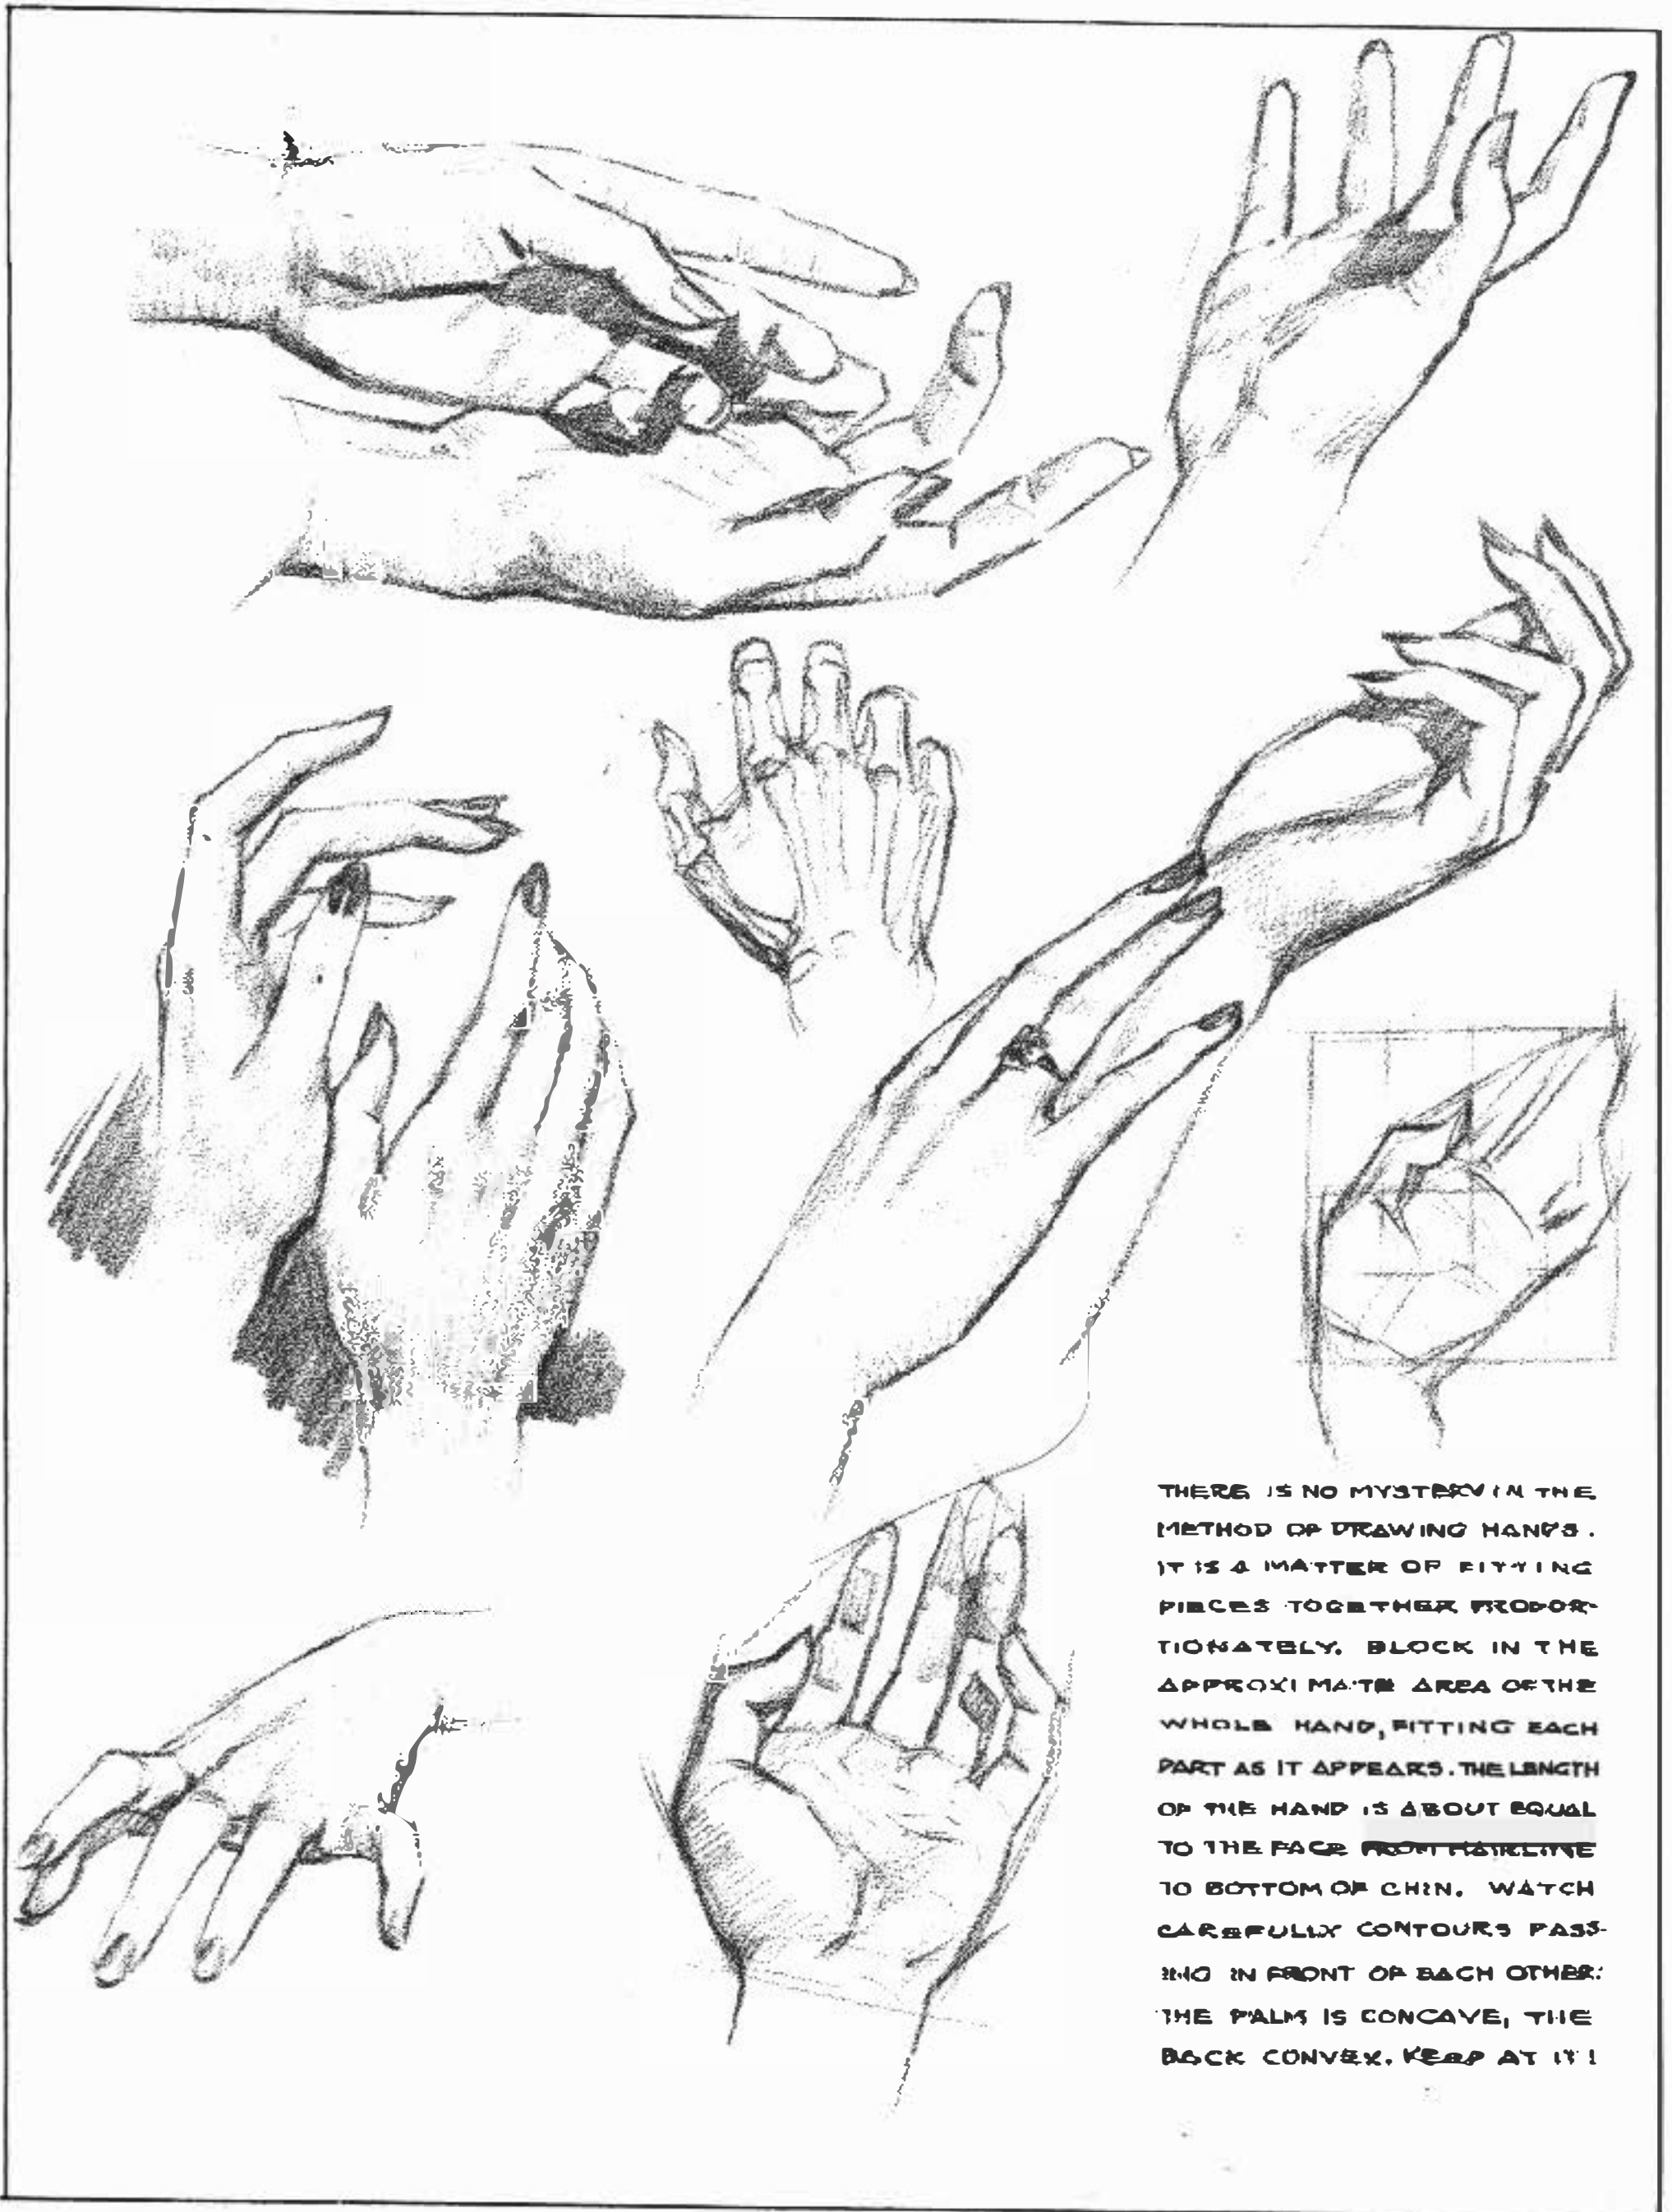 THERE IS NO MYSTERY IN THE
METHOD OF DRAWING HANDS.
IT IS A MATTER OF FITTING
PIECES TOGETHER PROPOR-
TIONATELY. BLOCK IN THE
APPROXIMATE AREA OF THE
WHOLE HAND, FITTING EACH
PART AS IT APPEARS. THE LENGTH
OF THE HAND IS ABOUT EQUAL
TO THE FACE FROM HAIRLINE
TO BOTTOM OF CHIN. WATCH
CAREFULLY CONTOURS PASS-
ING IN FRONT OF EACH OTHER.
THE PALM IS CONCAVE, THE
BACK CONVEX. KEEP AT IT!